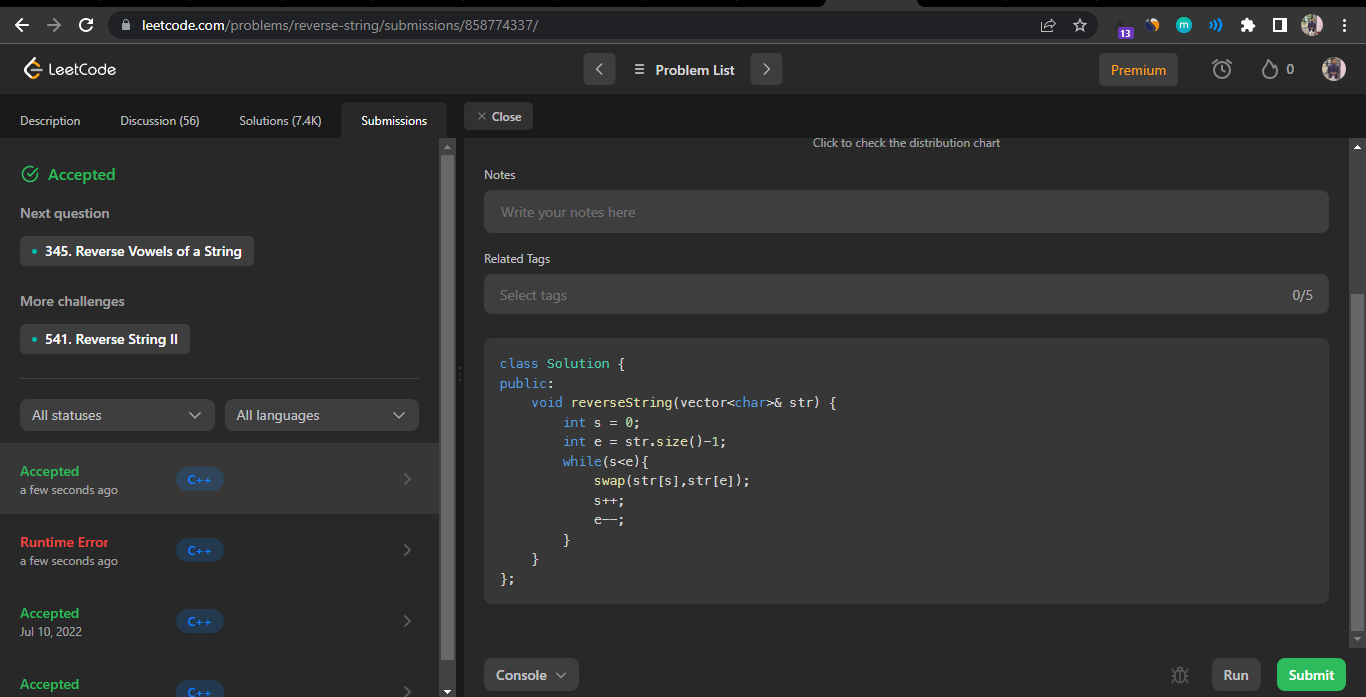 leetcode.com/problems/reverse-string/submissions/858774337/
13
m
LeetCode
Problem List
Premium
0
Description
Discussion (56)
Solutions (7.4K)
Submissions
Close
Accepted
Next question
345. Reverse Vowels of a String
More challenges
541. Reverse String II
All statuses
All languages
Accepted
a few seconds ago
C++
Runtime Error
a few seconds ago
C++
Accepted
Jul 10, 2022
C++
Accepted
C++
Click to check the distribution chart
Notes
Write your notes here
Related Tags
Select tags
0/5
class Solution {
public:
    void reverseString(vector<char>& str) {
        int s = 0;
        int e = str.size()-1;
        while(s<e){
            swap(str[s],str[e]);
            s++;
            e--;
        }
    }
};
Console
Run
Submit